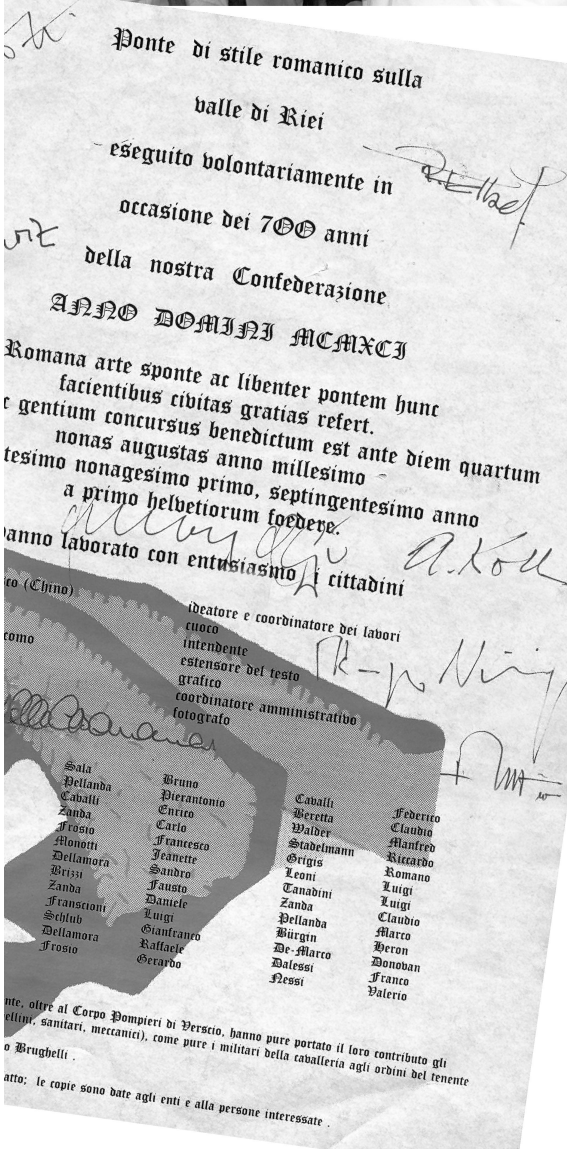 Ponte di stile romanico sulla
valle di Riei
eseguito volontariamente in
occasione dei 700 anni
della nostra Confederazione
ANNO DOMINI MCMXCI
Romana arte sponte ac libenter pontem hunc
facientibus civitas gratias refert.
c gentium concursus benedictum est ante diem quartum
nonas augustas anno millesimo
tesimo nonagesimo primo, septingentesimo anno
a primo helvetiorum foedere.
anno lavorato con entusiasmo i cittadini
co (Chino)
ideatore e coordinatore dei lavori
cuoco
como
intendente
estensore del testo
grafico
coordinatore amministrativo
fotografo
Sala Bruno
Pellanda Pierantonio
Cavalli Enrico
Zanda Carlo
Frosio Francesco
Monotti Jeanette
Dellamora Sandro
Brizzi Fausto
Zanda Daniele
Franscioni Luigi
Schlub Gianfranco
Dellamora Raffaele
Frosio Gerardo
Cavalli Federico
Beretta Claudio
Walder Manfred
Stadelmann Riccardo
Grigis Romano
Leoni Luigi
Tanadini Luigi
Zanda Claudio
Pellanda Marco
Bürgin Heron
De-Marco Donovan
Dalessi Franco
Nessi Valerio
nte, oltre al Corpo Pompieri di Verscio, hanno pure portato il loro contributo gli
ellini, sanitari, meccanici), come pure i militari della cavalleria agli ordini del tenente
o Brughelli .
atto; le copie sono date agli enti e alla persone interessate .